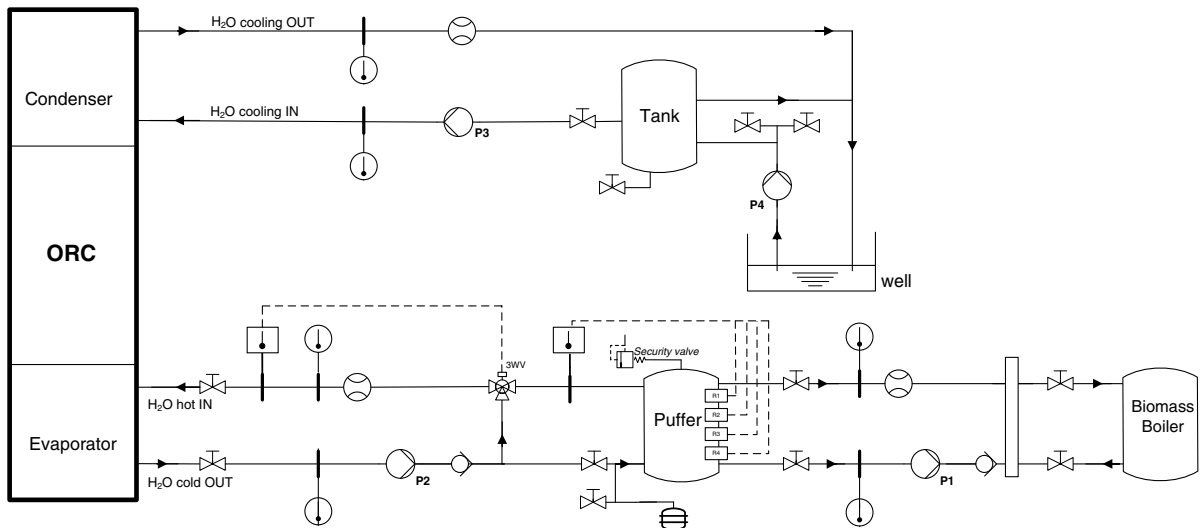 H₂O cooling OUT
Condenser
H₂O cooling IN
P3
Tank
P4
ORC
well
3WV
Security valve
H₂O hot IN
R1
R2
R3
R4
Puffer
Biomass
Boiler
Evaporator
H₂O cold OUT
P2
P1